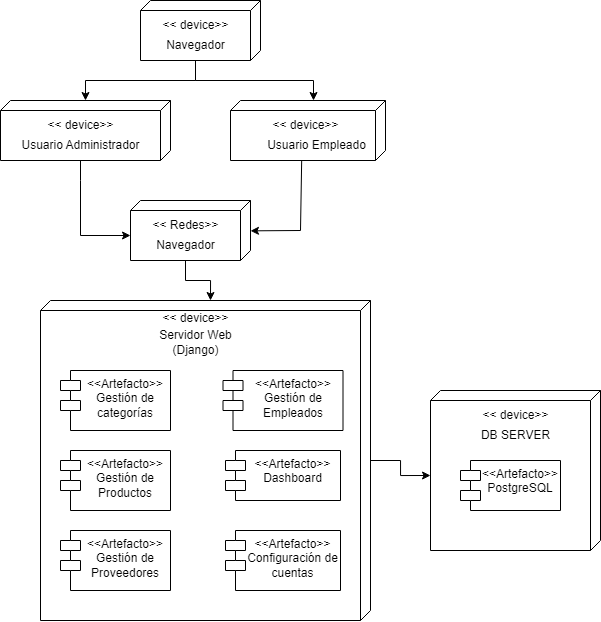 << device>>
Navegador
<< device>>
Usuario Administrador
<< device>>
Usuario Empleado
<< Redes>>
Navegador
<< device>>
Servidor Web
(Django)
<<Artefacto>>
Gestión de
categorías
<<Artefacto>>
Gestión de
Empleados
<<Artefacto>>
Gestión de
Productos
<<Artefacto>>
Dashboard
<<Artefacto>>
Gestión de
Proveedores
<<Artefacto>>
Configuración de
cuentas
<< device>>
DB SERVER
<<Artefacto>>
PostgreSQL